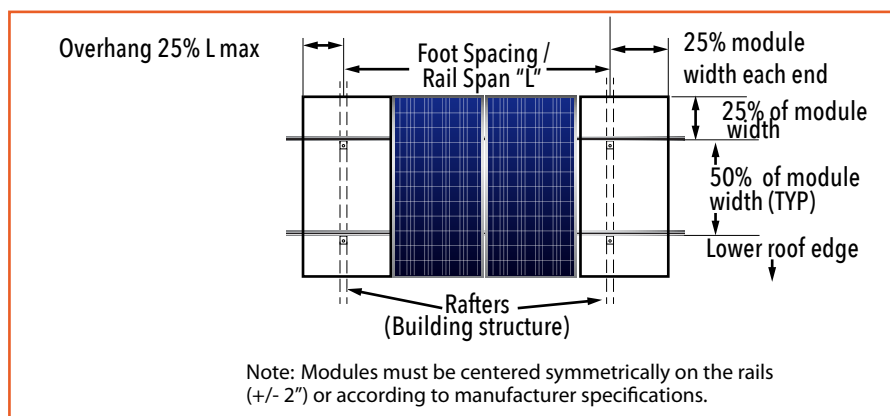 Overhang 25% L max
Foot Spacing /
Rail Span "L"
25% module
width each end
25% of module
width
50% of module
width (TYP)
Lower roof edge
Rafters
(Building structure)
Note: Modules must be centered symmetrically on the rails
(+/- 2") or according to manufacturer specifications.